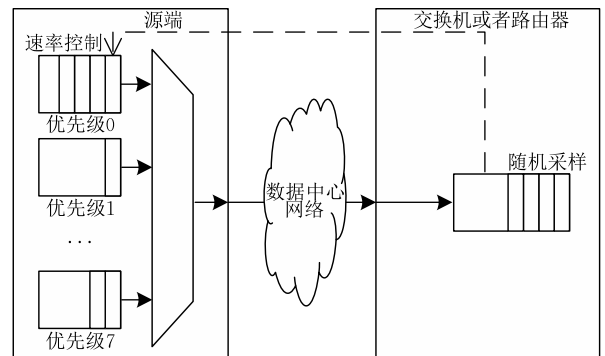 源端
交换机或者路由器
速率控制
优先级0
随机采样
优先级1
数据中心
网络
...
优先级7